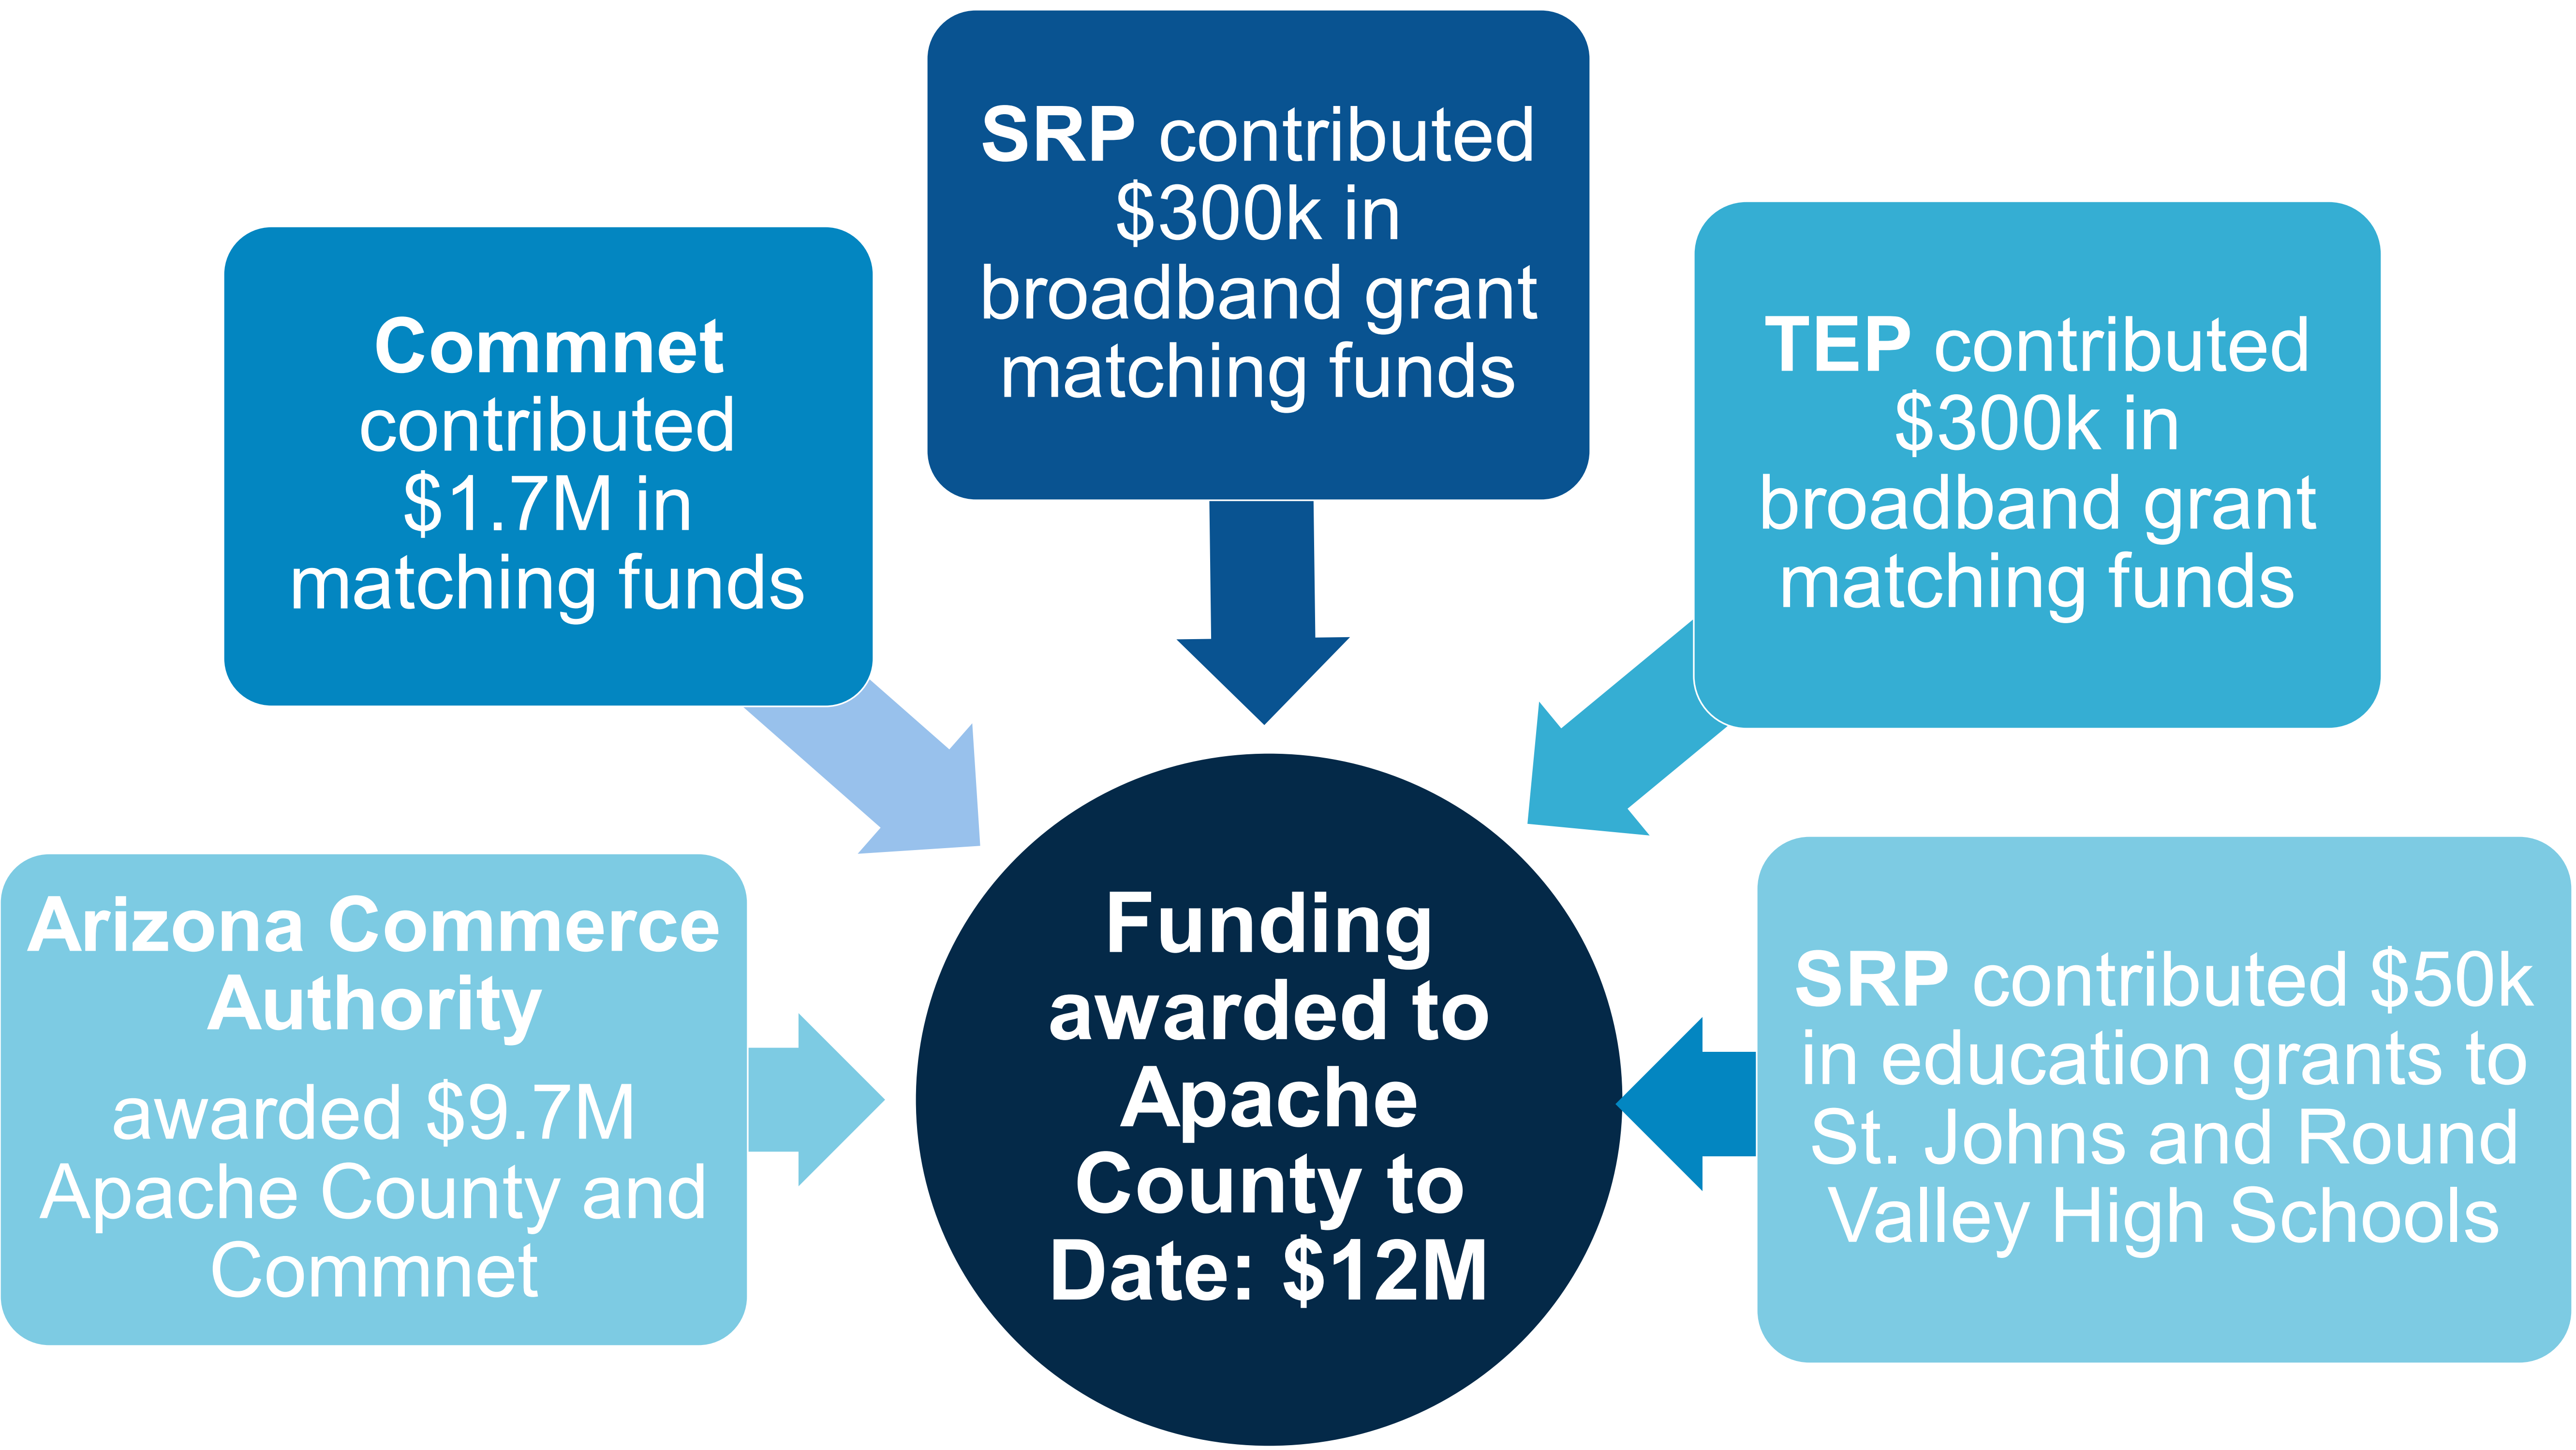 SRP contributed
$300k in
broadband grant
matching funds
Commnet
contributed
$1.7M in
matching funds
TEP contributed
$300k in
broadband grant
matching funds
Arizona Commerce
Authority
awarded $9.7M
Apache County and
Commnet
Funding
awarded to
Apache
County to
Date: $12M
SRP contributed $50k
in education grants to
St. Johns and Round
Valley High Schools